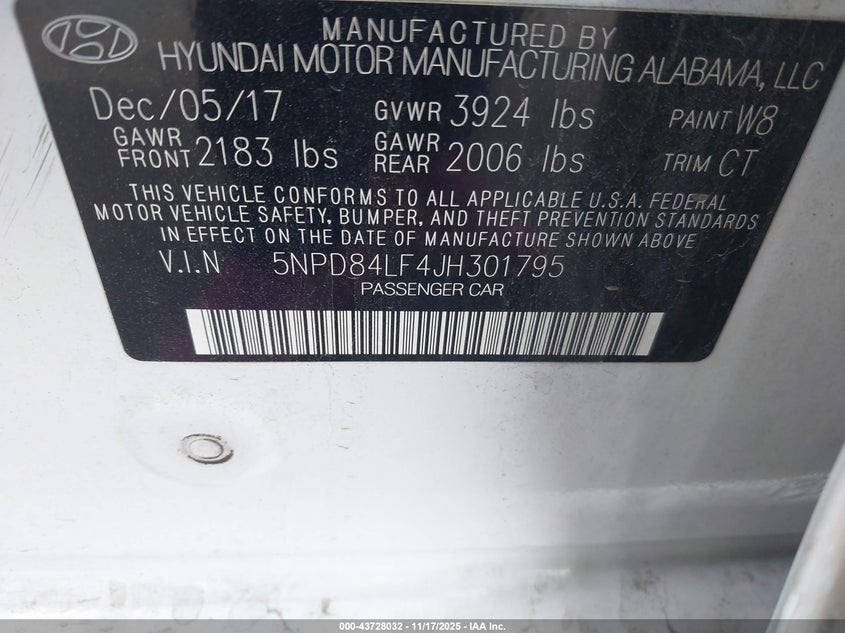 MANUFACTURED BY
HYUNDAI MOTOR MANUFACTURING ALABAMA, LLC
Dec/05/17 GVWR 3924 lbs PAINT W8
GAWR FRONT 2183 lbs GAWR REAR 2006 lbs TRIM CT
THIS VEHICLE CONFORMS TO ALL APPLICABLE U.S.A. FEDERAL
MOTOR VEHICLE SAFETY, BUMPER, AND THEFT PREVENTION STANDARDS
IN EFFECT ON THE DATE OF MANUFACTURE SHOWN ABOVE
V.I.N 5NPD84LF4JH301795
PASSENGER CAR
000-43728032 - 11/17/2025 - IAA Inc.